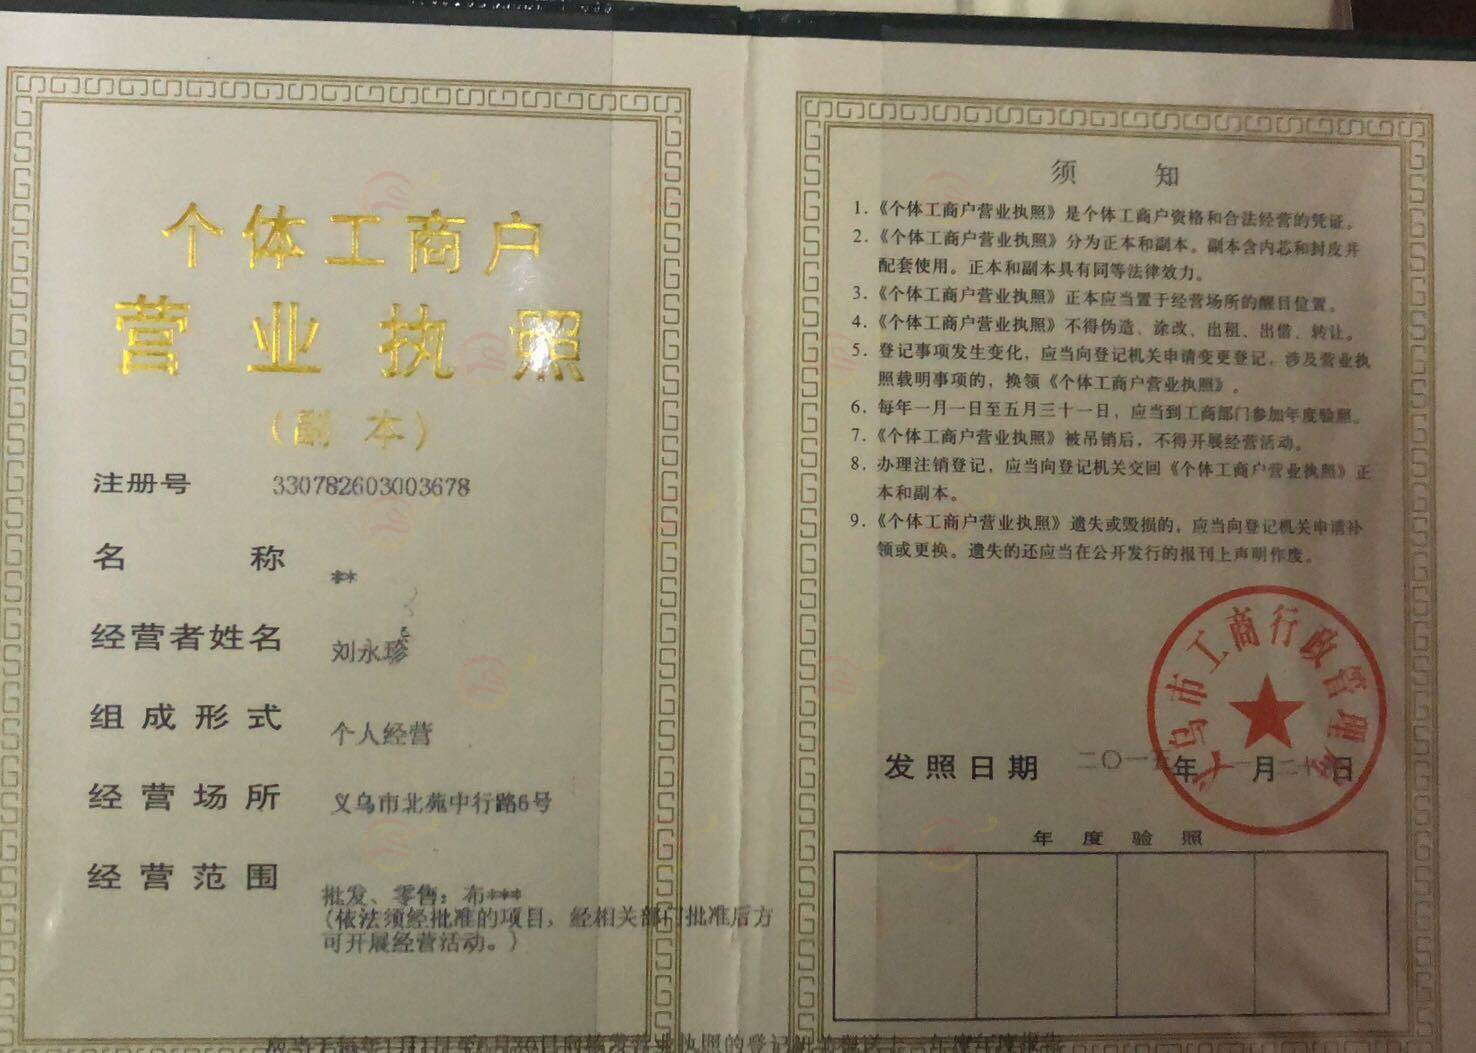 个体工商户
营业执照
（副本）
注册号 330782603003678
名称 **
经营者姓名 刘永珍
组成形式 个人经营
经营场所 义乌市北苑中行路6号
经营范围
批发、零售：布***
（依法须经批准的项目，经相关部门批准后方
可开展经营活动。）
须知
1.《个体工商户营业执照》是个体工商户资格和合法经营的凭证。
2.《个体工商户营业执照》分为正本和副本。副本含内芯和封皮并
配套使用。正本和副本具有同等法律效力。
3.《个体工商户营业执照》正本应当置于经营场所的醒目位置。
4.《个体工商户营业执照》不得伪造、涂改、出租、出借、转让。
5.登记事项发生变化，应当向登记机关申请变更登记，涉及营业执
照载明事项的，换领《个体工商户营业执照》。
6.每年一月一日至五月三十一日，应当到工商部门参加年度验照。
7.《个体工商户营业执照》被吊销后，不得开展经营活动。
8.办理注销登记，应当向登记机关交回《个体工商户营业执照》正
本和副本。
9.《个体工商户营业执照》遗失或毁损的，应当向登记机关申请补
领或更换。遗失的还应当在公开发行的报刊上声明作废。
义乌市工商行政管理局
发照日期 二〇一 年 月 二十 日
年度验照